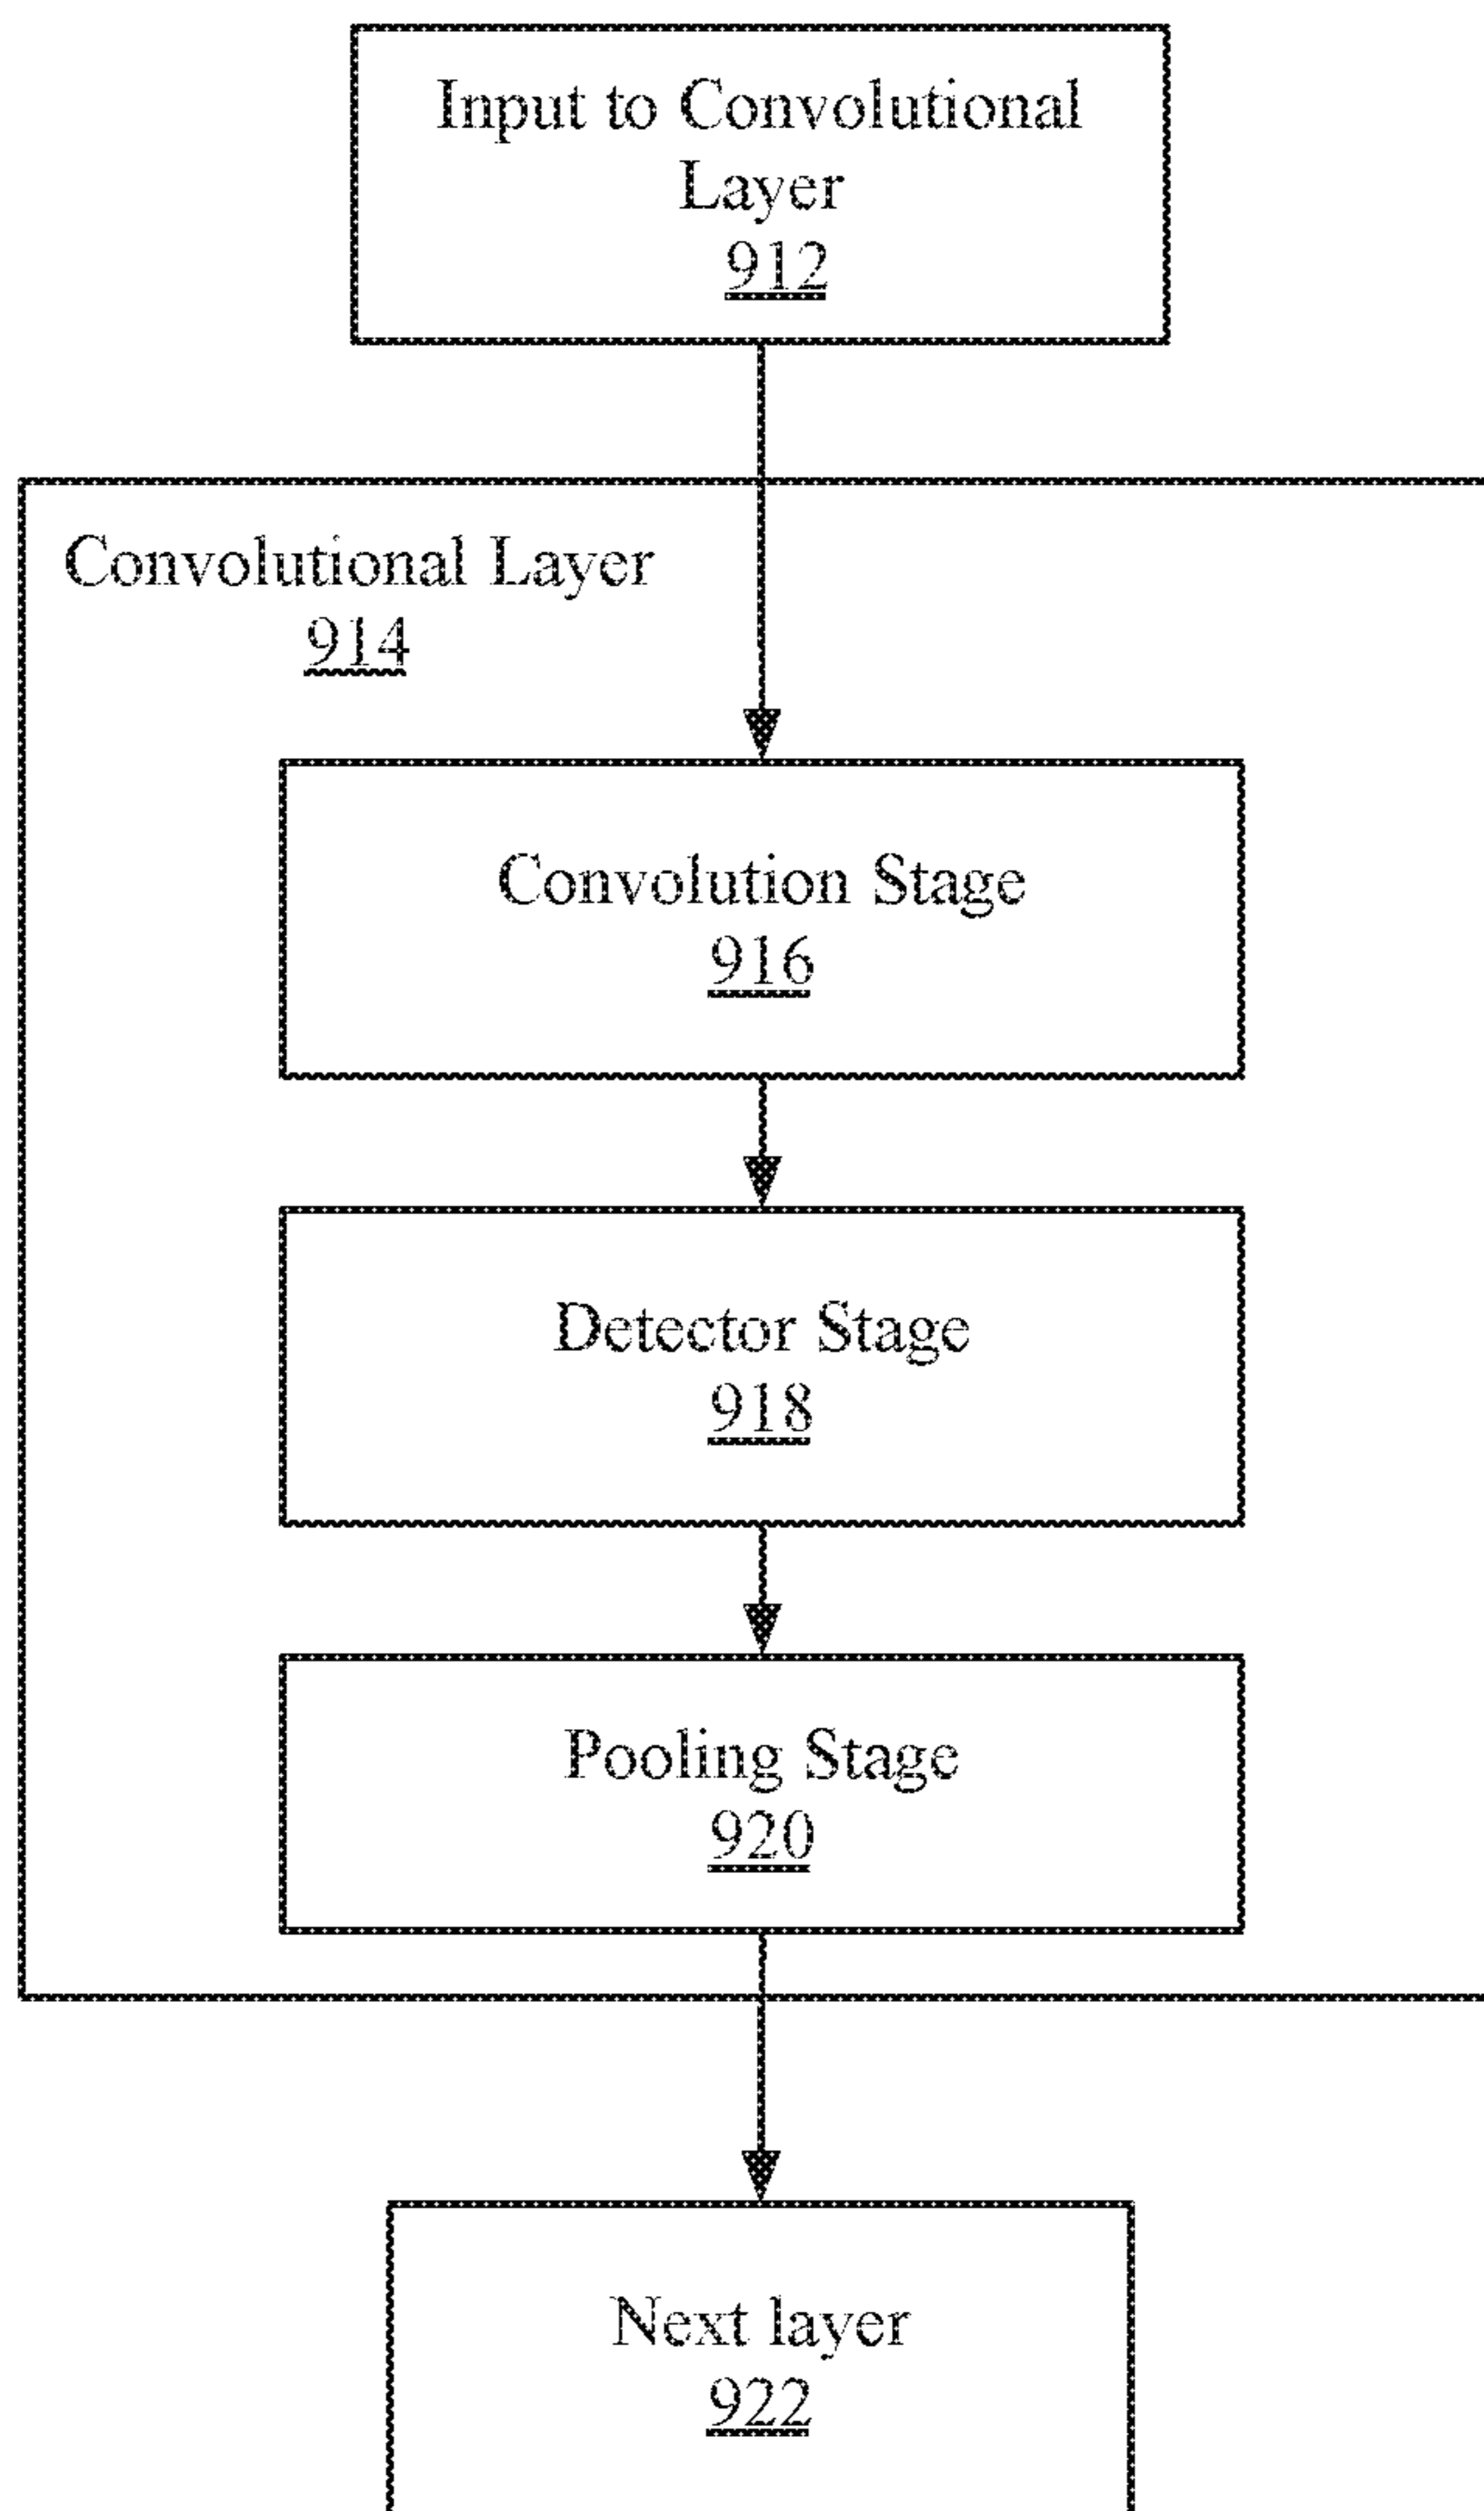 Input to Convolutional
Layer
912
Convolutional Layer
914
Convolution Stage
916
Detector Stage
918
Pooling Stage
920
Next layer
922